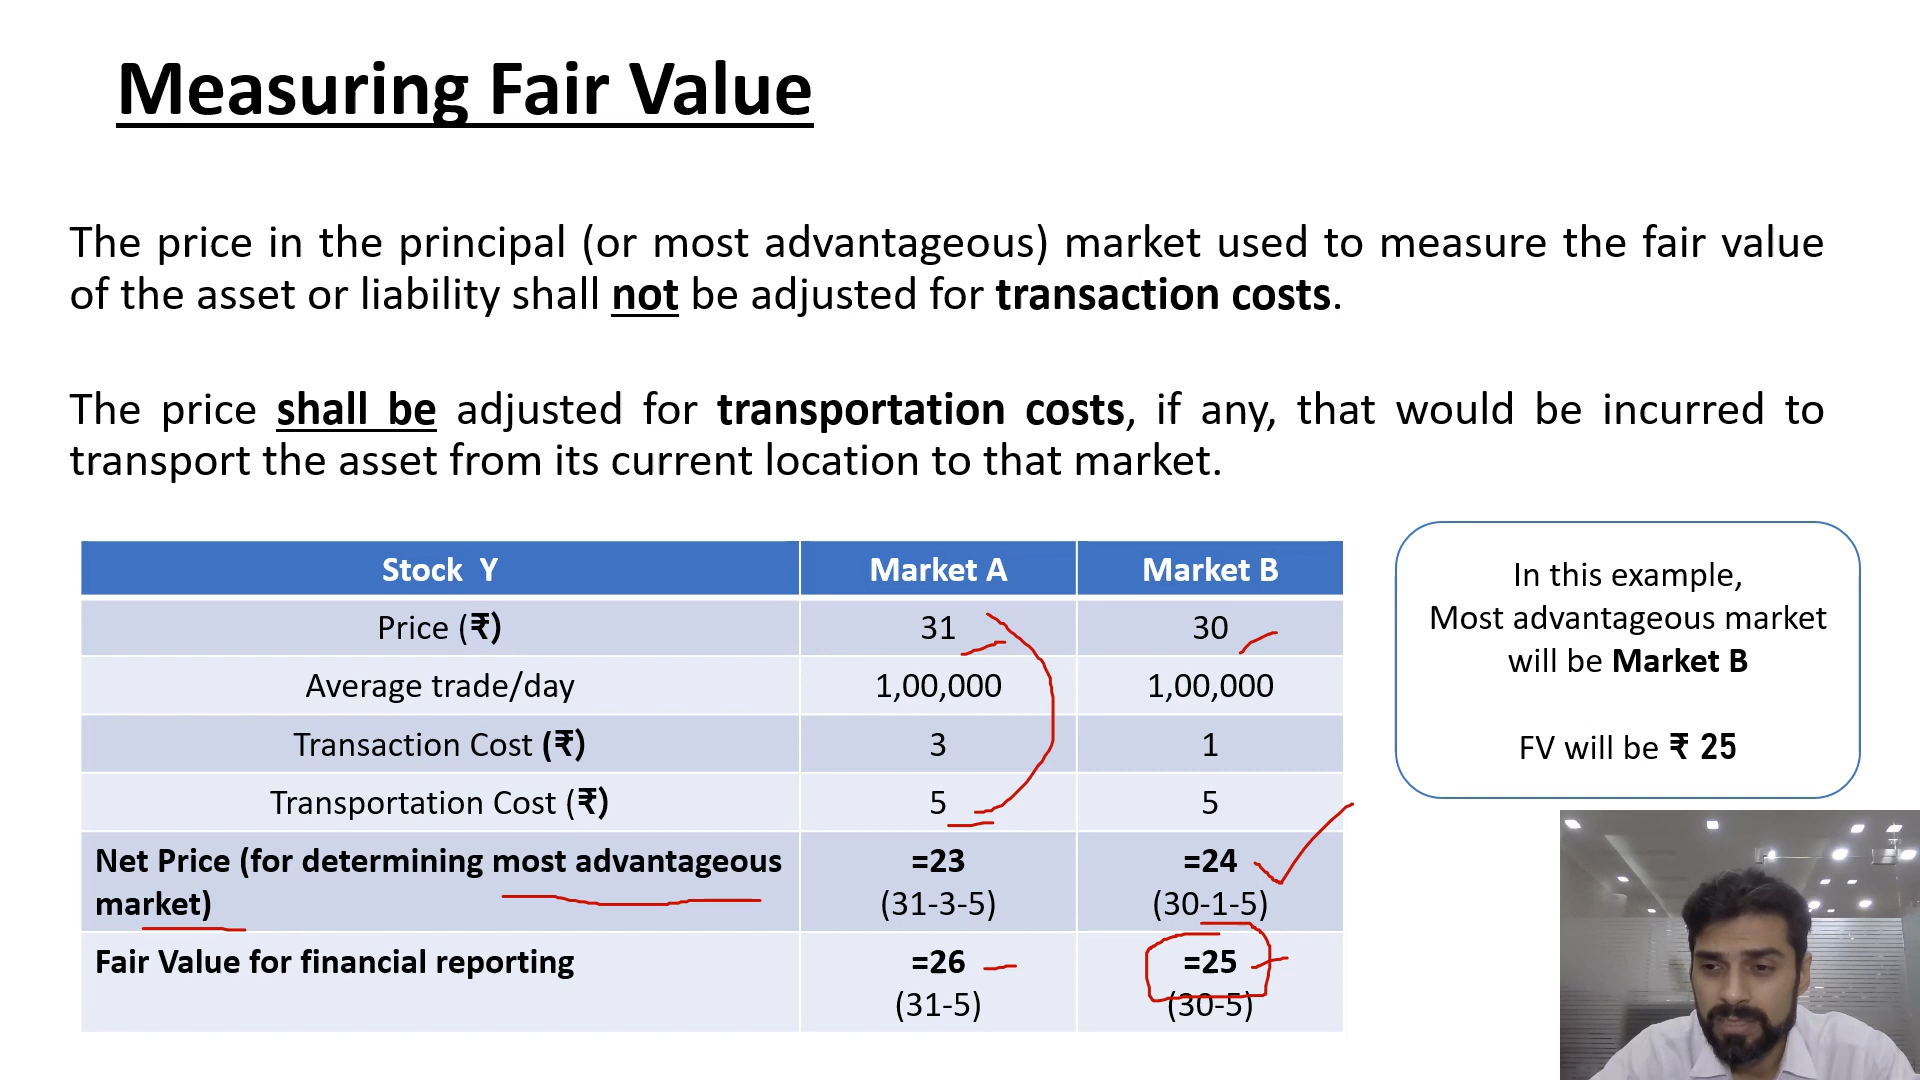 Measuring Fair Value
The price in the principal (or most advantageous) market used to measure the fair value
of the asset or liability shall not be adjusted for transaction costs.
The price shall be adjusted for transportation costs, if any, that would be incurred to
transport the asset from its current location to that market.
Stock Y Market A Market B
Price (₹) 31 30
Average trade/day 1,00,000 1,00,000
Transaction Cost (₹) 3 1
Transportation Cost (₹) 5 5
Net Price (for determining most advantageous
market)
=23
(31-3-5)
=24
(30-1-5)
Fair Value for financial reporting
=26
(31-5)
=25
(30-5)
In this example,
Most advantageous market
will be Market B
FV will be ₹ 25